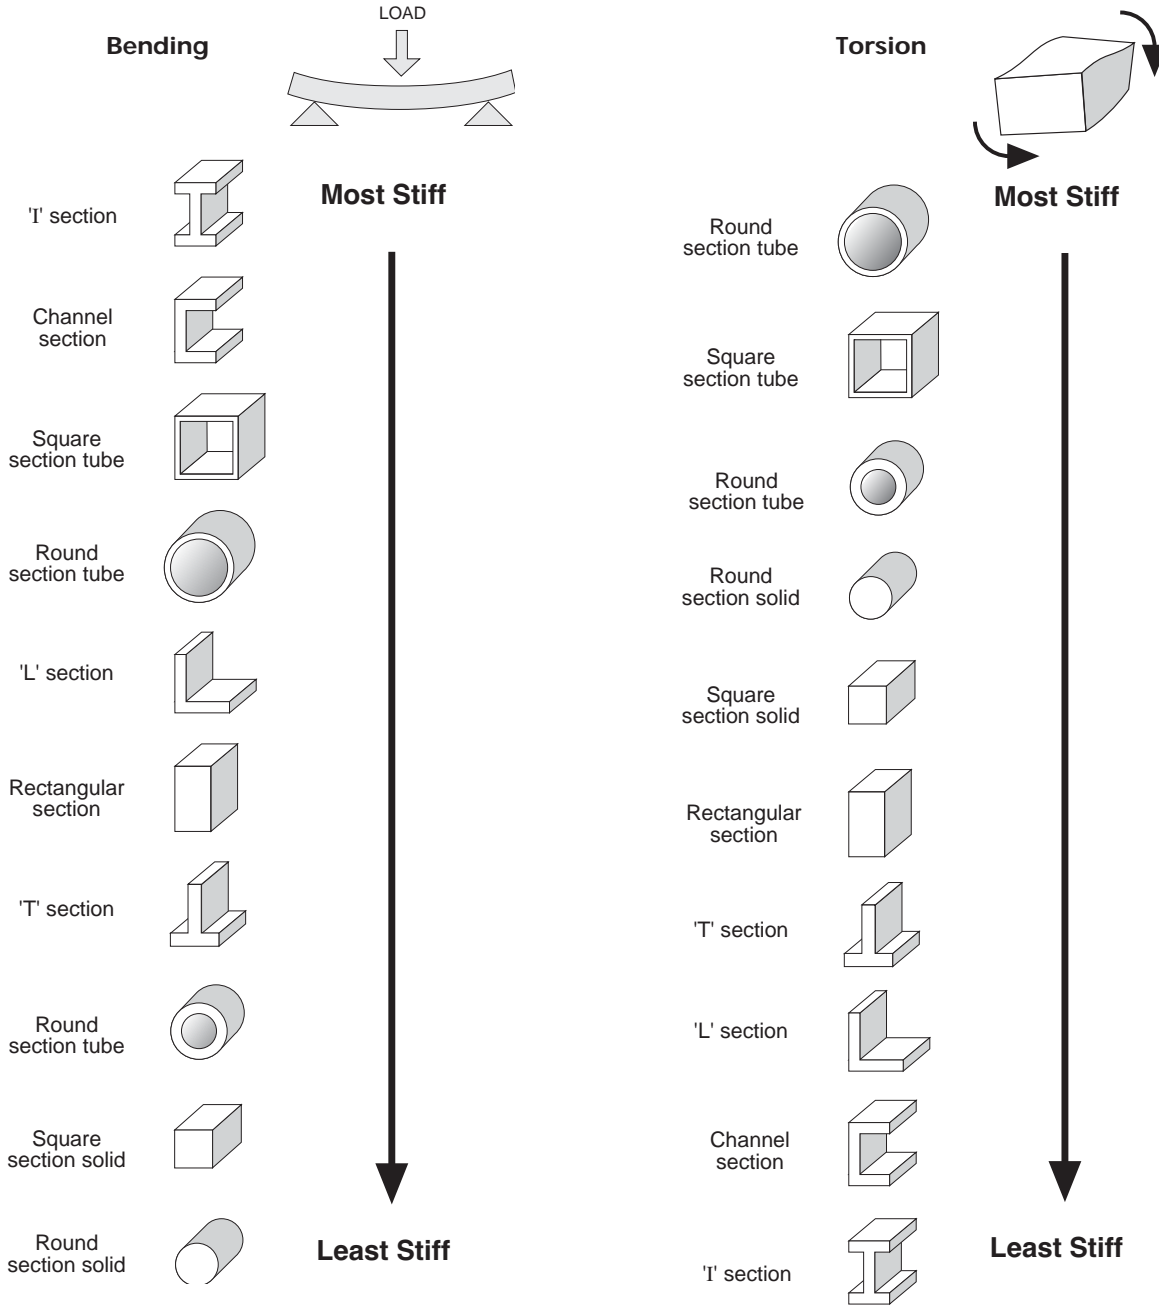 LOAD
Bending
'I' section
Most Stiff
Channel
section
Square
section tube
Round
section tube
'L' section
Rectangular
section
'T' section
Round
section tube
Square
section solid
Round
section solid
Least Stiff
Torsion
Most Stiff
Round
section tube
Square
section tube
Round
section tube
Round
section solid
Square
section solid
Rectangular
section
'T' section
'L' section
Channel
section
'I' section
Least Stiff